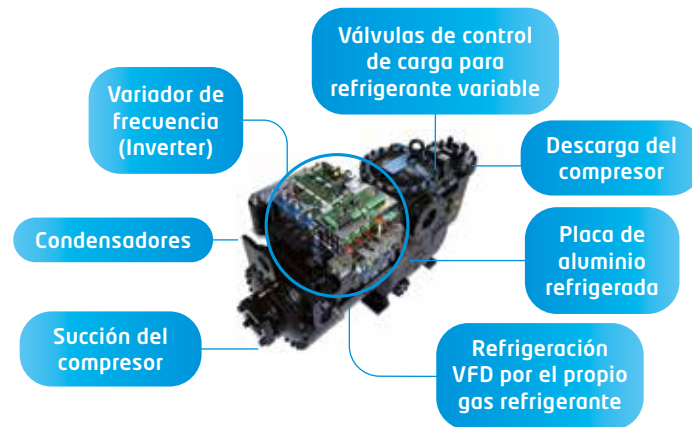 Válvulas de control
de carga para
refrigerante variable
Variador de
frecuencia
(Inverter)
Descarga del
compresor
Condensadores
Placa de
aluminio
refrigerada
Succión del
compresor
Refrigeración
VFD por el propio
gas refrigerante